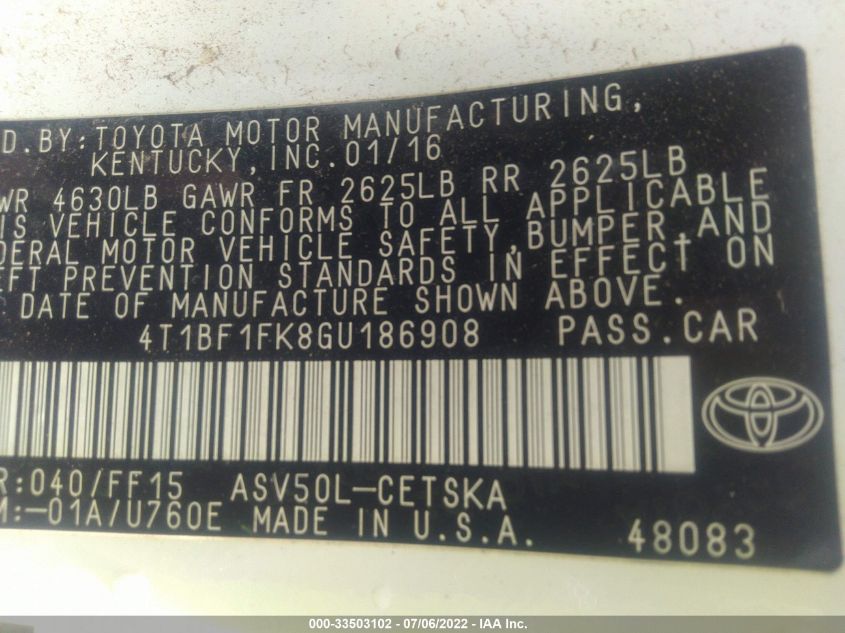 D.BY:TOYOTA MOTOR MANUFACTURING,
KENTUCKY,INC.01/16
WR 4630LB GAWR FR 2625LB RR 2625LB
IS VEHICLE CONFORMS TO ALL APPLICABLE
DERAL MOTOR VEHICLE SAFETY,BUMPER,AND
EFT PREVENTION STANDARDS IN EFFECT ON
DATE OF MANUFACTURE SHOWN ABOVE.
4T1BF1FK8GU186908 PASS.CAR
R:040/FF15 ASV50L-CETSKA
M:-01A/U760E MADE IN U.S.A. 48083
000-33503102 - 07/06/2022 - IAA Inc.